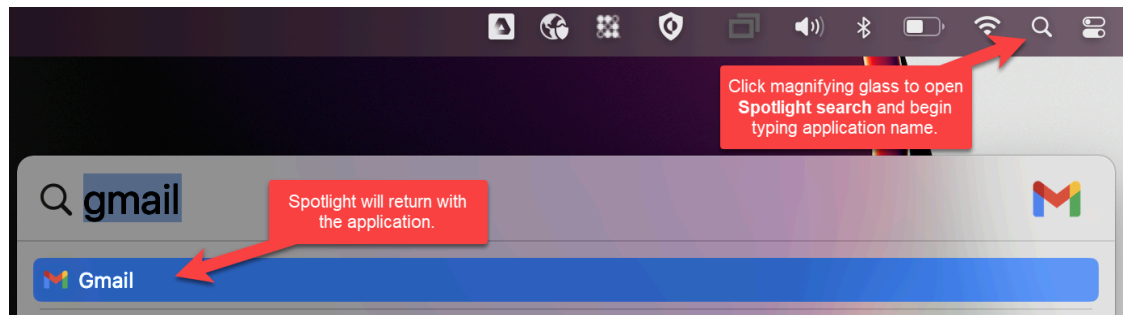 Click magnifying glass to open
Spotlight search and begin
typing application name.
gmail
Spotlight will return with
the application.
Gmail